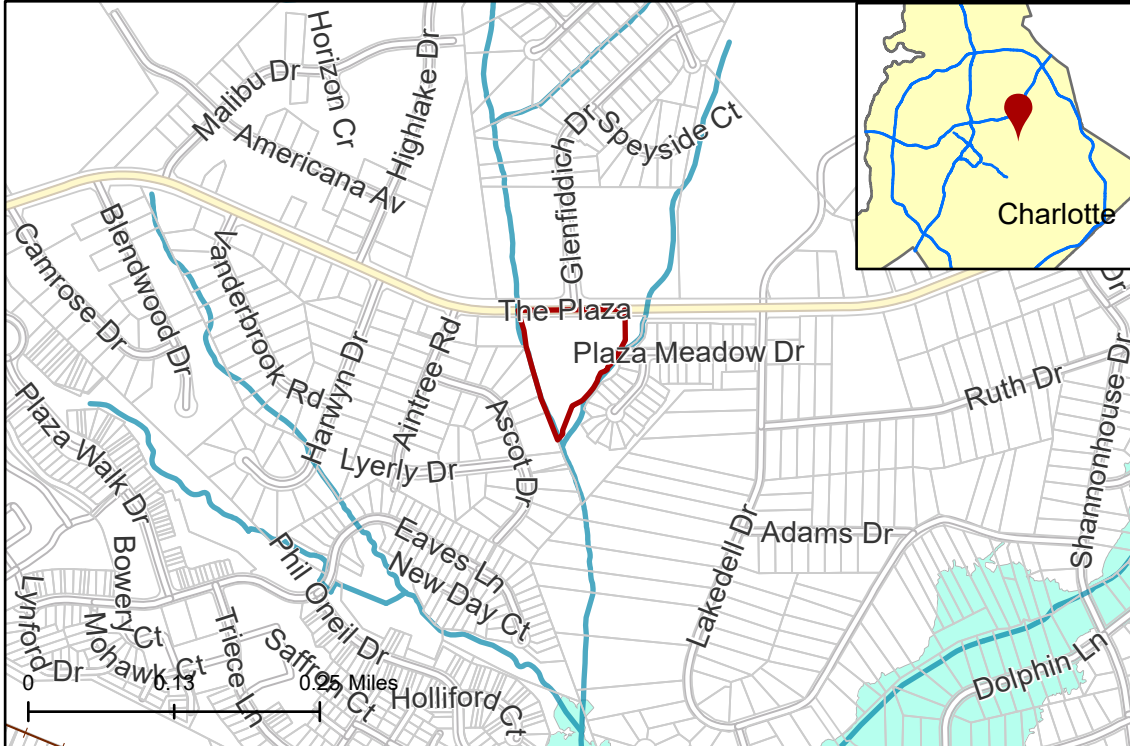 Horizon Cr
Malibu Dr
Highlake Dr
Americana Av
Glenfiddich Dr
Speyside Ct
Charlotte
Camrose Dr
Blendwood Dr
Vanderbrook Rd
The Plaza
Plaza Meadow Dr
Dr
Harwyn Dr
Aintree Rd
Ascot Dr
Lyerly Dr
Ruth Dr
Shannonhouse Dr
Plaza Walk Dr
Eaves Ln
New Day Ct
Lakedell Dr
Adams Dr
Phil Oneil Dr
Bowery Ct
Lynford Dr
Mohawk Ct
Triece Ln
Saffron Ct
Holliford Ct
Dolphin Ln
0 0.13 0.25 Miles